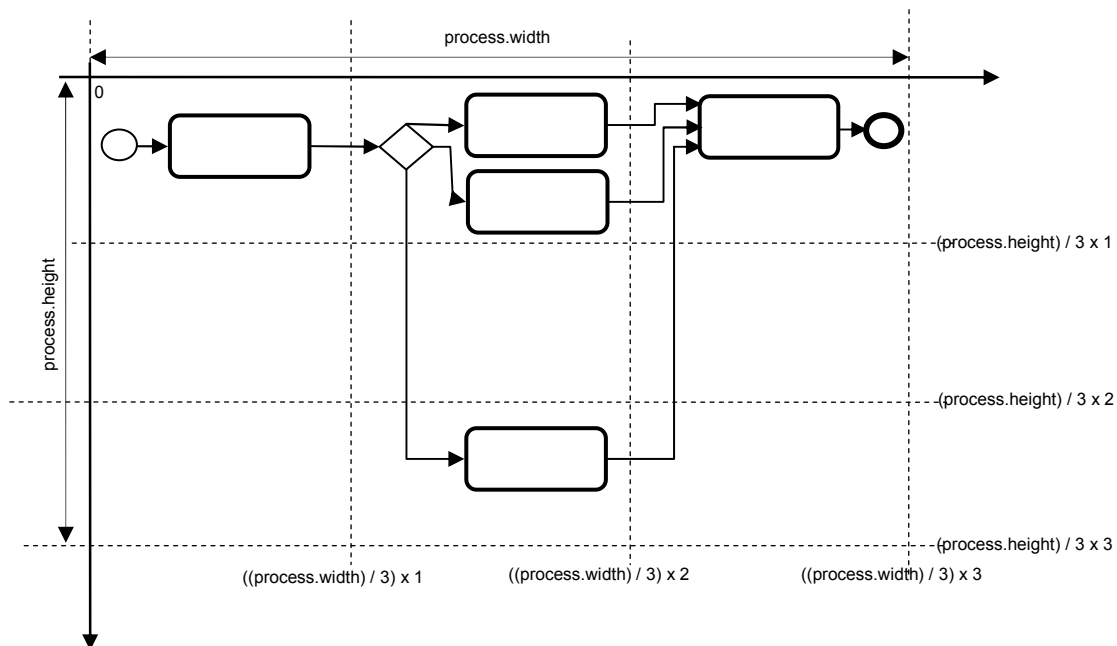 process.width
0
(process.height) / 3 x 1
process.height
(process.height) / 3 x 2
(process.height) / 3 x 3
((process.width) / 3) x 1
((process.width) / 3) x 2
((process.width) / 3) x 3